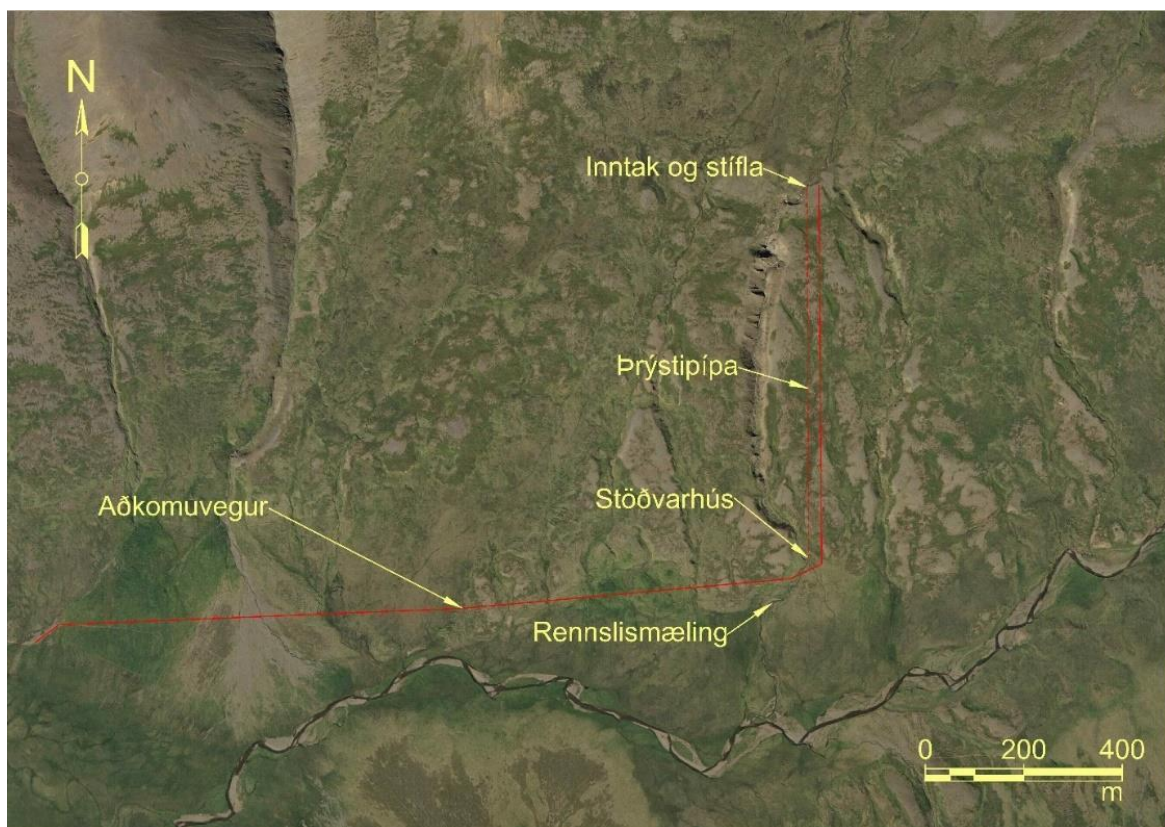 N
Inntak og stífla
Þrýstipípa
Aðkomuvegur
Stöðvarhús
Rennslismæling
0 200 400
m